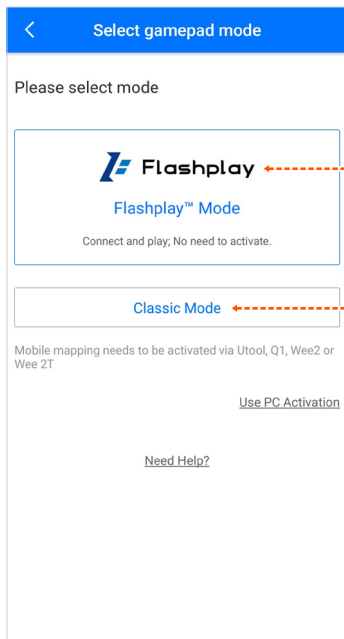 Select gamepad mode
Please select mode
Flashplay
Flashplay™ Mode
Connect and play; No need to activate.
Classic Mode
Mobile mapping needs to be activated via Utool, Q1, Wee2 or
Wee 2T
Use PC Activation
Need Help?